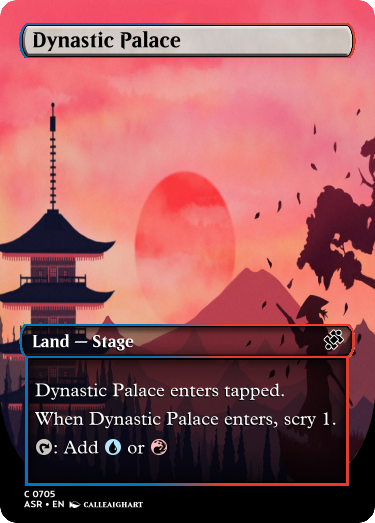 Dynastic Palace
Land — Stage
Dynastic Palace enters tapped.
When Dynastic Palace enters, scry 1.
: Add or
C 0705
ASR • EN CALLEAIGHART